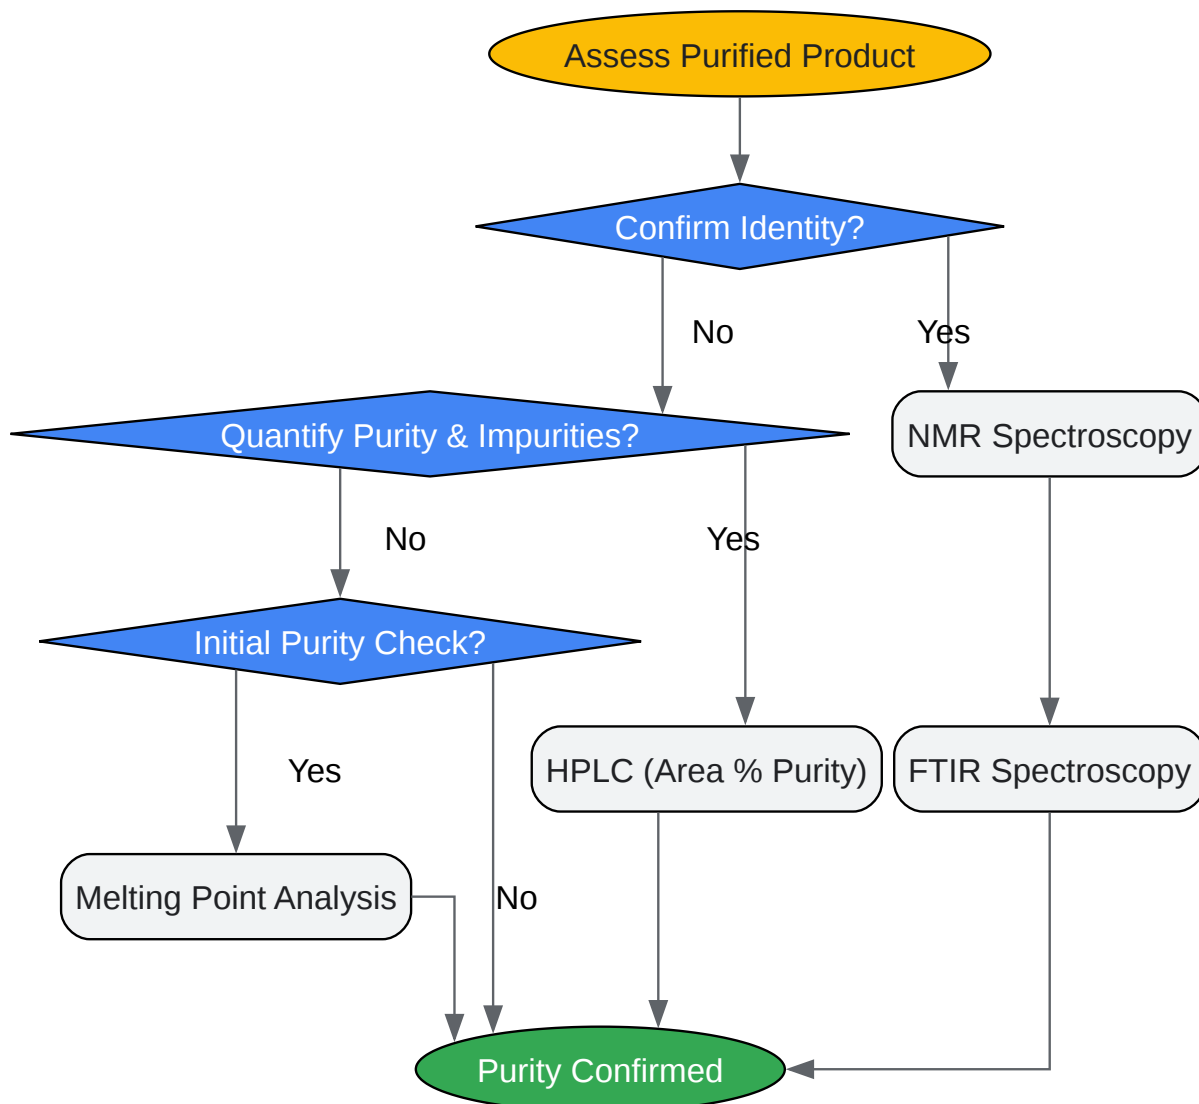 Assess Purified Product
Confirm Identity?
No
Yes
Quantify Purity & Impurities?
NMR Spectroscopy
No
Yes
Initial Purity Check?
Yes
HPLC (Area % Purity)
FTIR Spectroscopy
Melting Point Analysis
No
Purity Confirmed